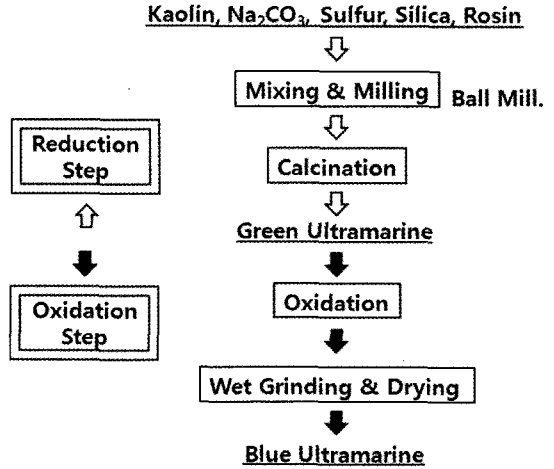 Kaolin, Na₂CO₃, Sulfur, Silica, Rosin
Mixing & Milling
Ball Mill.
Reduction
Step
Calcination
Green Ultramarine
Oxidation
Step
Oxidation
Wet Grinding & Drying
Blue Ultramarine